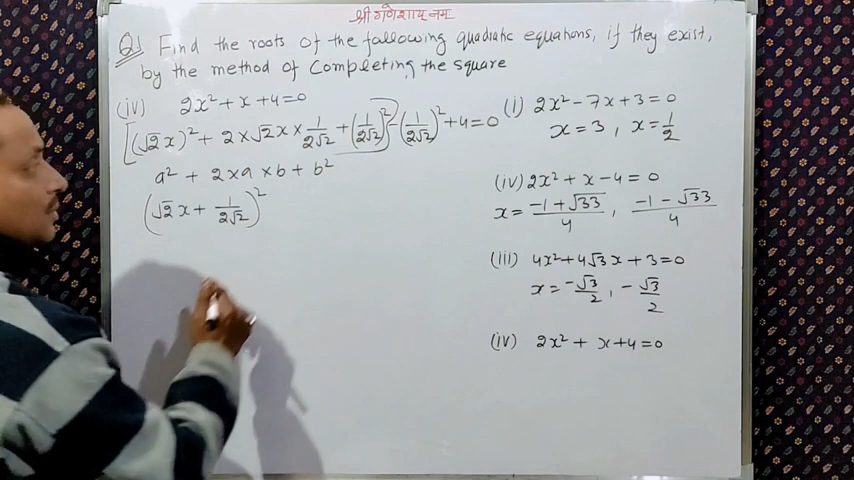 श्री गणेशाय नमः
Q1 Find the roots of the following quadratic equations, if they exist,
by the method of Completing the square
(iv) 2x² + x + 4 = 0
[(√2x)² + 2 × √2x × 1/2√2 + (1/2√2)²] - (1/2√2)² + 4 = 0
a² + 2 × a × b + b²
(√2x + 1/2√2)²
(i) 2x² - 7x + 3 = 0
x = 3 , x = 1/2
(iv) 2x² + x - 4 = 0
x = (-1 + √33)/4 , (-1 - √33)/4
(iii) 4x² + 4√3x + 3 = 0
x = -√3/2 , -√3/2
(iv) 2x² + x + 4 = 0